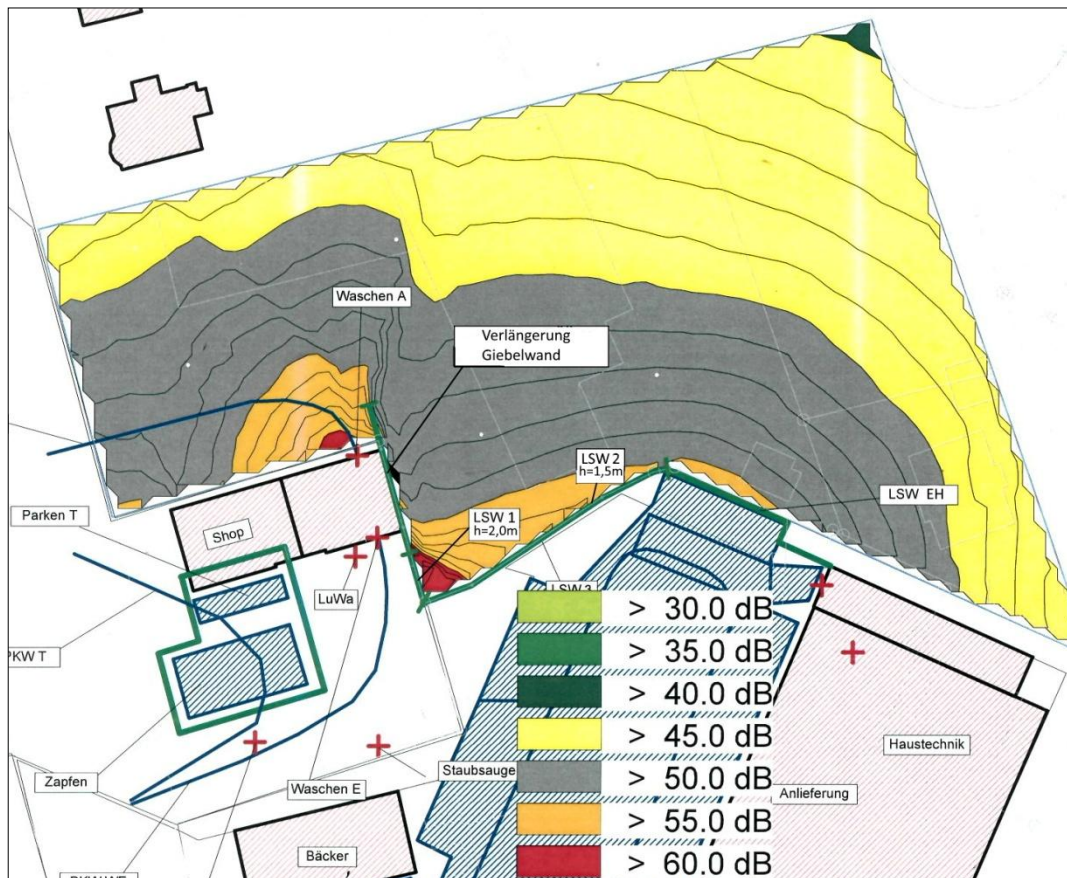 Waschen A
Verlängerung
Giebelwand
LSW 2
h=1,5m
LSW EH
LSW 1
h=2,0m
Parken T
Shop
LuWa
LSW 3
> 30.0 dB
> 35.0 dB
> 40.0 dB
> 45.0 dB
> 50.0 dB
> 55.0 dB
> 60.0 dB
PKW T
Haustechnik
Zapfen
Staubsauge
Waschen E
Anlieferung
Bäcker